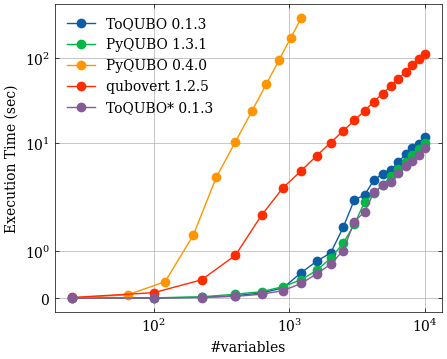 ToQUBO 0.1.3
PyQUBO 1.3.1
PyQUBO 0.4.0
qubovert 1.2.5
ToQUBO* 0.1.3
Execution Time (sec)
10²
10¹
10⁰
0
10² 10³ 10⁴
#variables